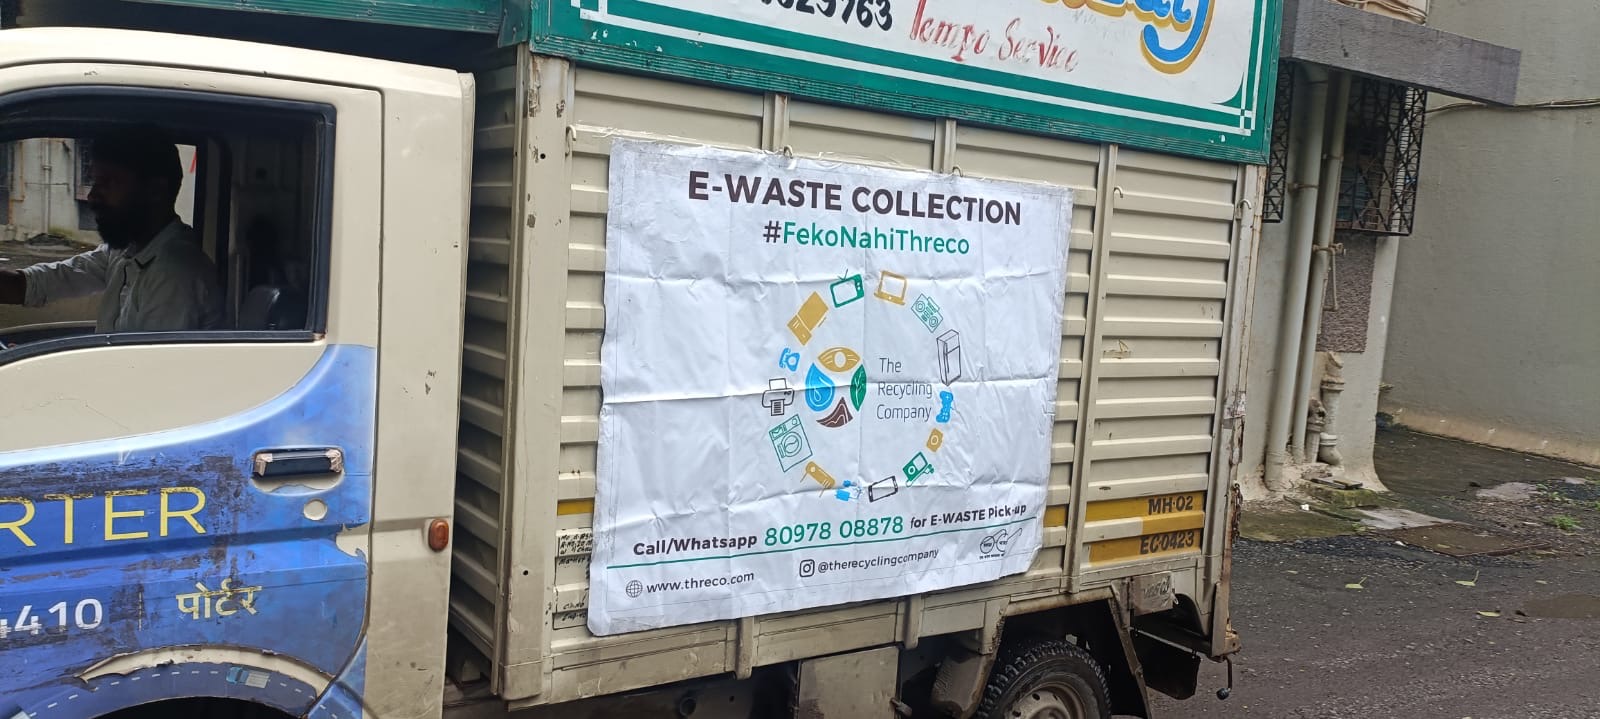 Tempo Service
E-WASTE COLLECTION
#FekoNahiThreco
The
Recycling
Company
Call/Whatsapp 80978 08878 for E-WASTE Pick-up
www.threco.com
@therecyclingcompany
MH·02
EC0423
RTER
4410
पोर्टर